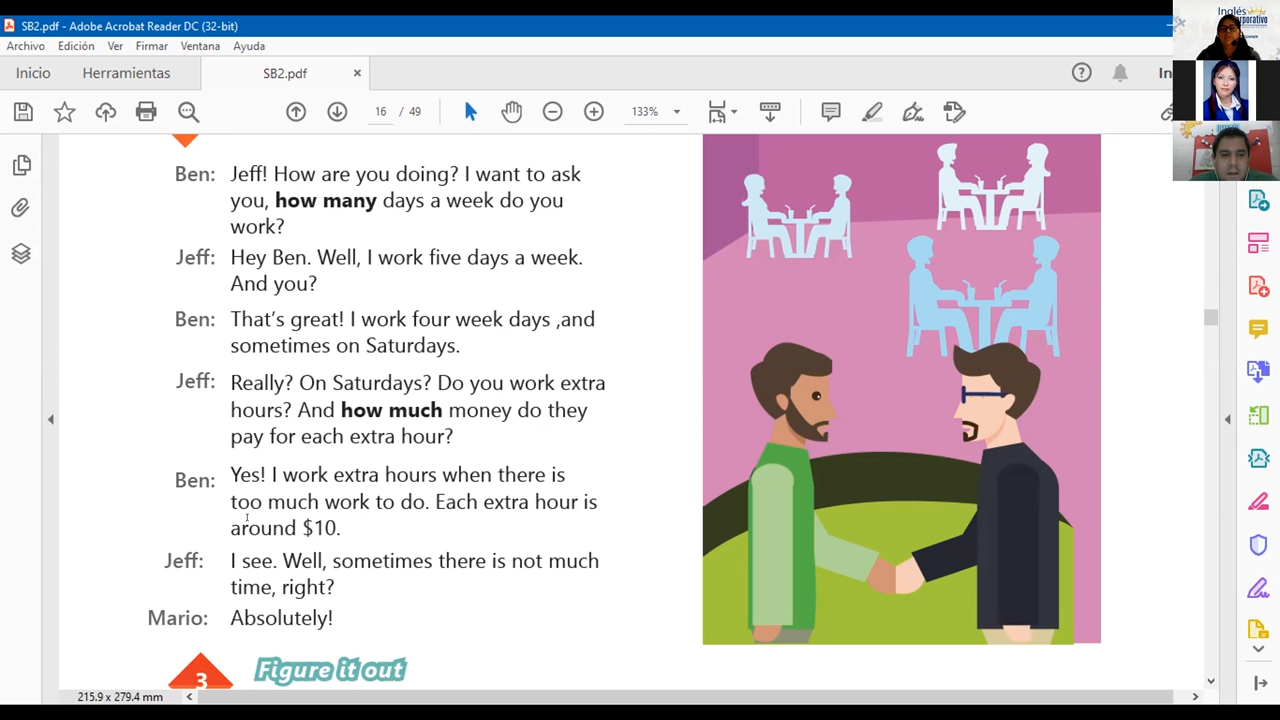 SB2.pdf - Adobe Acrobat Reader DC (32-bit)
Archivo Edición Ver Firmar Ventana Ayuda
Inicio Herramientas SB2.pdf × In
16 / 49 133%
Ben: Jeff! How are you doing? I want to ask
you, how many days a week do you
work?
Jeff: Hey Ben. Well, I work five days a week.
And you?
Ben: That's great! I work four week days ,and
sometimes on Saturdays.
Jeff: Really? On Saturdays? Do you work extra
hours? And how much money do they
pay for each extra hour?
Ben: Yes! I work extra hours when there is
too much work to do. Each extra hour is
around $10.
Jeff: I see. Well, sometimes there is not much
time, right?
Mario: Absolutely!
3 Figure it out
215.9 x 279.4 mm
Inglés